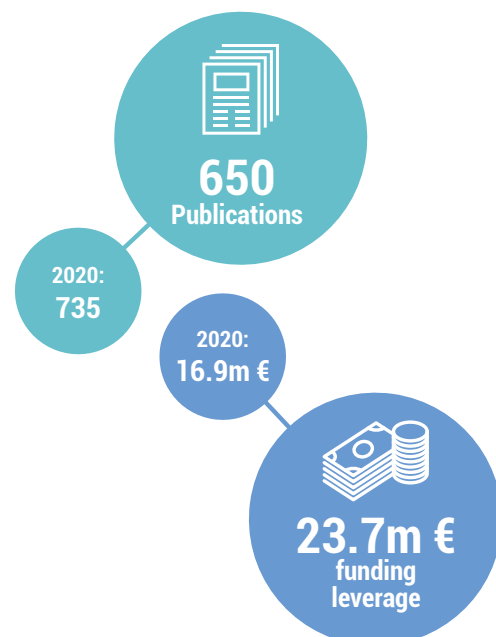 650
Publications
2020:
735
2020:
16.9m €
23.7m €
funding
leverage